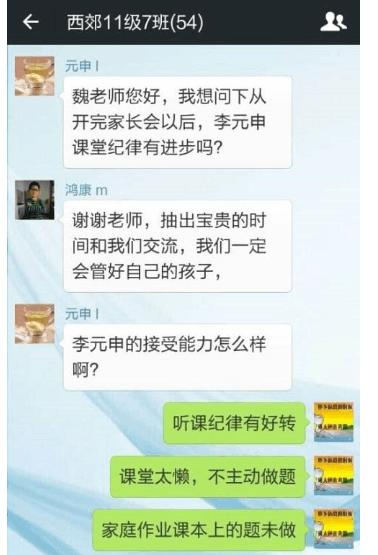 西郊11级7班(54)
元申 l
魏老师您好，我想问下从
开完家长会以后，李元申
课堂纪律有进步吗?
鸿康 m
谢谢老师，抽出宝贵的时
间和我们交流，我们一定
会管好自己的孩子，
元申 l
李元申的接受能力怎么样
啊?
听课纪律有好转
课堂太懒，不主动做题
家庭作业课本上的题未做